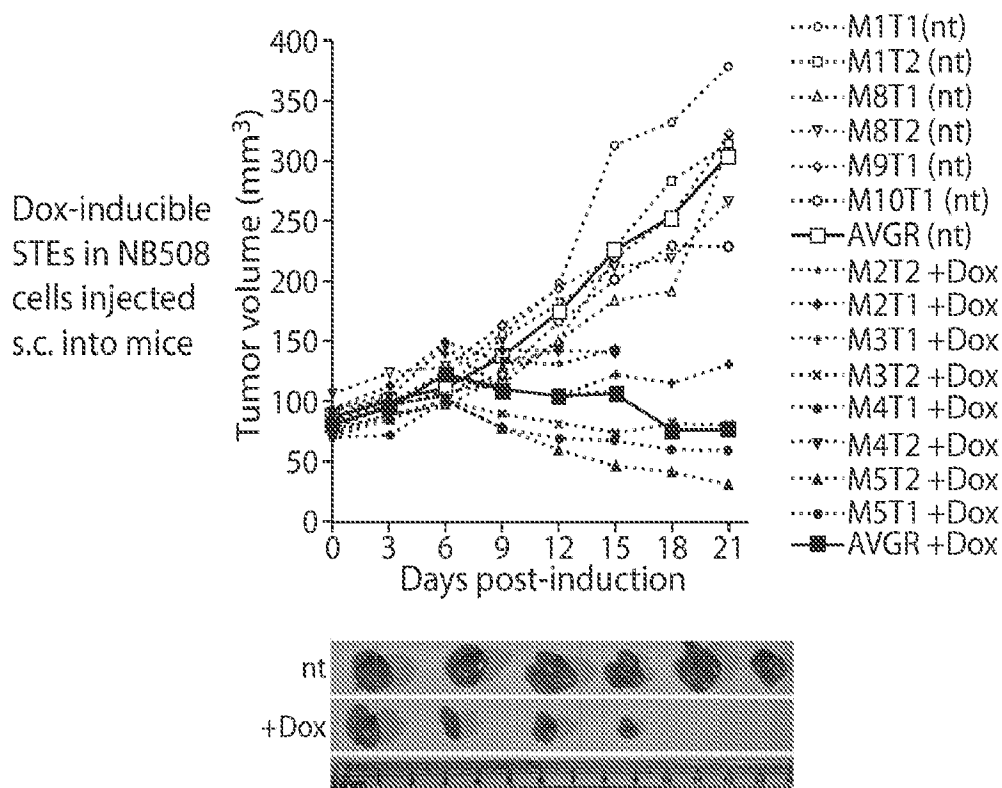 Dox-inducible
STEs in NB508
cells injected
s.c. into mice
Tumor volume (mm³)
400
350
300
250
200
150
100
50
0
0 3 6 9 12 15 18 21
Days post-induction
M1T1(nt)
M1T2 (nt)
M8T1 (nt)
M8T2 (nt)
M9T1 (nt)
M10T1 (nt)
AVGR (nt)
M2T2 +Dox
M2T1 +Dox
M3T1 +Dox
M3T2 +Dox
M4T1 +Dox
M4T2 +Dox
M5T2 +Dox
M5T1 +Dox
AVGR +Dox
nt
+Dox